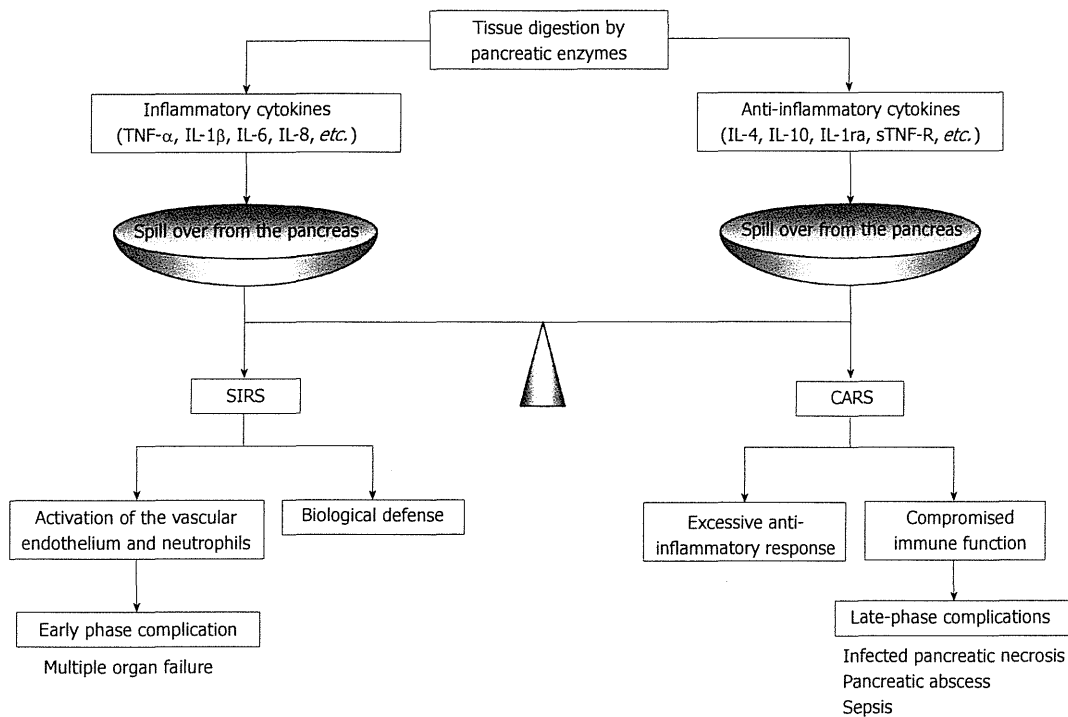 Tissue digestion by
pancreatic enzymes
Inflammatory cytokines
(TNF-α, IL-1β, IL-6, IL-8, etc.)
Anti-inflammatory cytokines
(IL-4, IL-10, IL-1ra, sTNF-R, etc.)
Spill over from the pancreas
Spill over from the pancreas
SIRS
CARS
Activation of the vascular
endothelium and neutrophils
Biological defense
Excessive anti-
inflammatory response
Compromised
immune function
Early phase complication
Multiple organ failure
Late-phase complications
Infected pancreatic necrosis
Pancreatic abscess
Sepsis